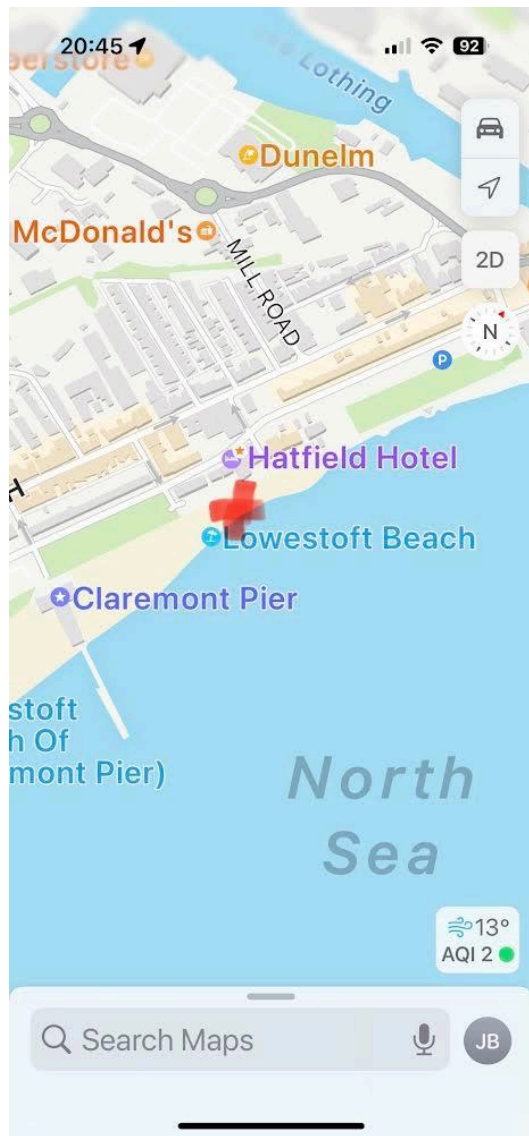 20:45
92
perstore
Lothing
Dunelm
McDonald's
MILL ROAD
2D
N
P
Hatfield Hotel
H
Lowestoft Beach
Claremont Pier
stoft
h Of
mont Pier)
North
Sea
13°
AQI 2
Search Maps
JB